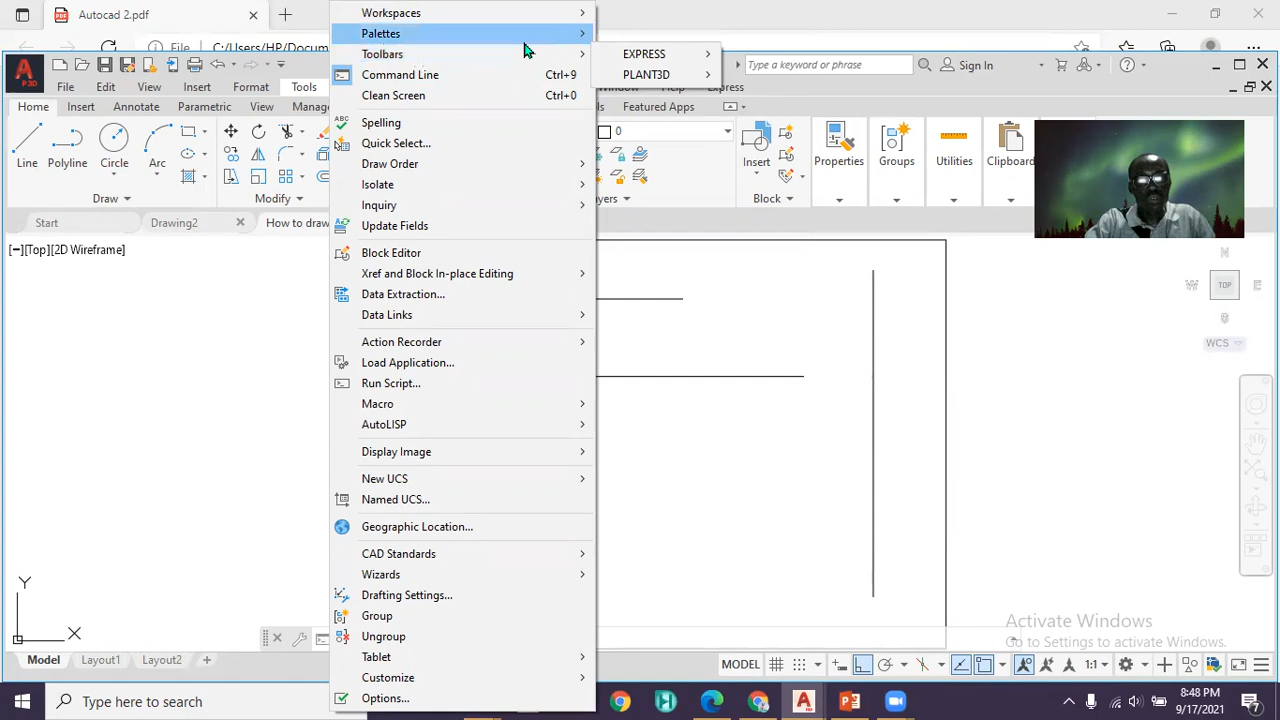 Autocad 2.pdf
C:/Users/HP/Docum
File
Edit
View
Insert
Format
Tools
Express
Type a keyword or phrase
Sign In
Home
Insert
Annotate
View
Manage
Featured Apps
Line
Polyline
Circle
Arc
Draw
Modify
0
Insert
Block
Properties
Groups
Utilities
Clipboard
Start
Drawing2
How to draw
[−][Top][2D Wireframe]
Workspaces
Palettes
Toolbars
EXPRESS
PLANT3D
Command Line Ctrl+9
Clean Screen Ctrl+0
Spelling
Quick Select...
Draw Order
Isolate
Inquiry
Update Fields
Block Editor
Xref and Block In-place Editing
Data Extraction...
Data Links
Action Recorder
Load Application...
Run Script...
Macro
AutoLISP
Display Image
New UCS
Named UCS...
Geographic Location...
CAD Standards
Wizards
Drafting Settings...
Group
Ungroup
Tablet
Customize
Options...
N
W TOP E
S
WCS
Y
X
Activate Windows
Go to Settings to activate Windows.
Model
Layout1
Layout2
MODEL
1:1
Type here to search
8:48 PM
9/17/2021
7